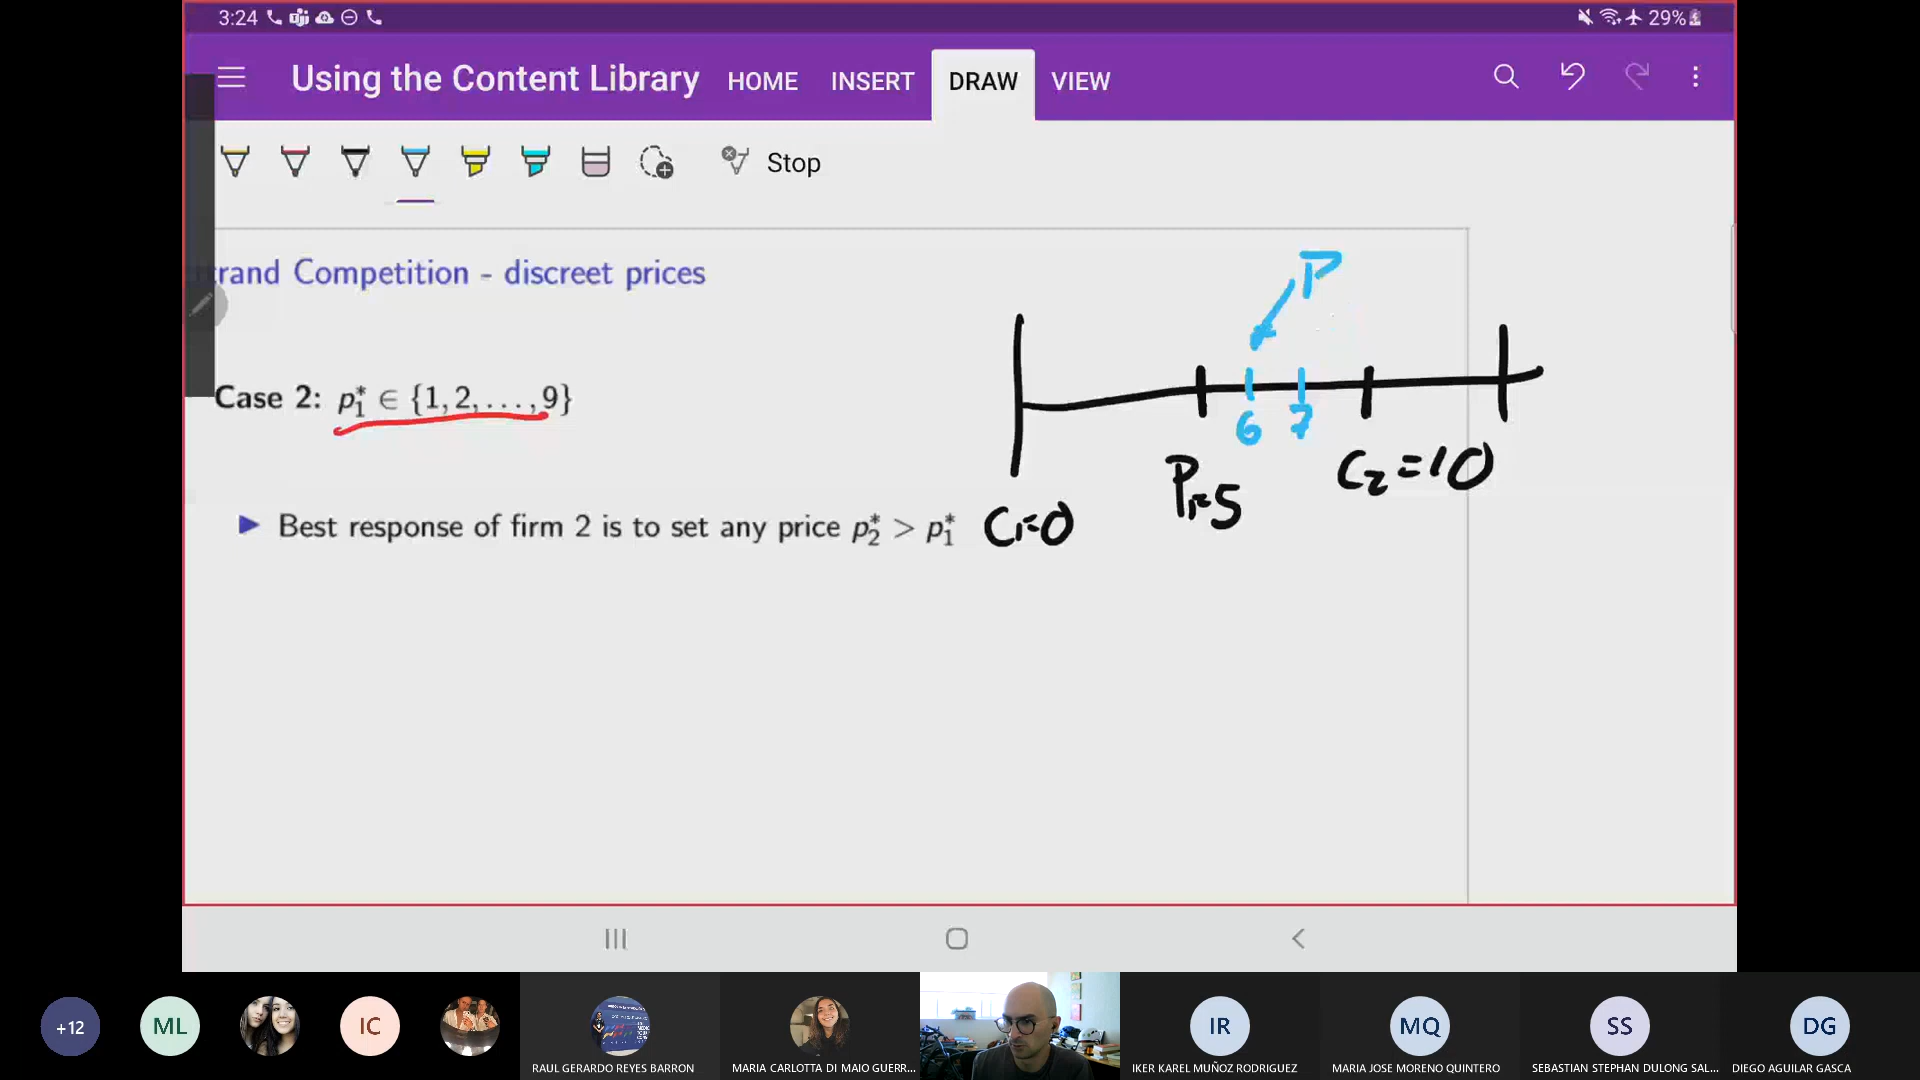 3:24 29%
Using the Content Library HOME INSERT DRAW VIEW
Stop
trand Competition - discreet prices
P
Case 2: p₁* ∈ {1, 2, . . . , 9}
6 7
P₁=5
C₂=10
Best response of firm 2 is to set any price p₂* > p₁*
C₁=0
+12
ML
IC
IR
MQ
SS
DG
RAUL GERARDO REYES BARRON
MARIA CARLOTTA DI MAIO GUERR...
IKER KAREL MUÑOZ RODRIGUEZ
MARIA JOSE MORENO QUINTERO
SEBASTIAN STEPHAN DULONG SAL...
DIEGO AGUILAR GASCA